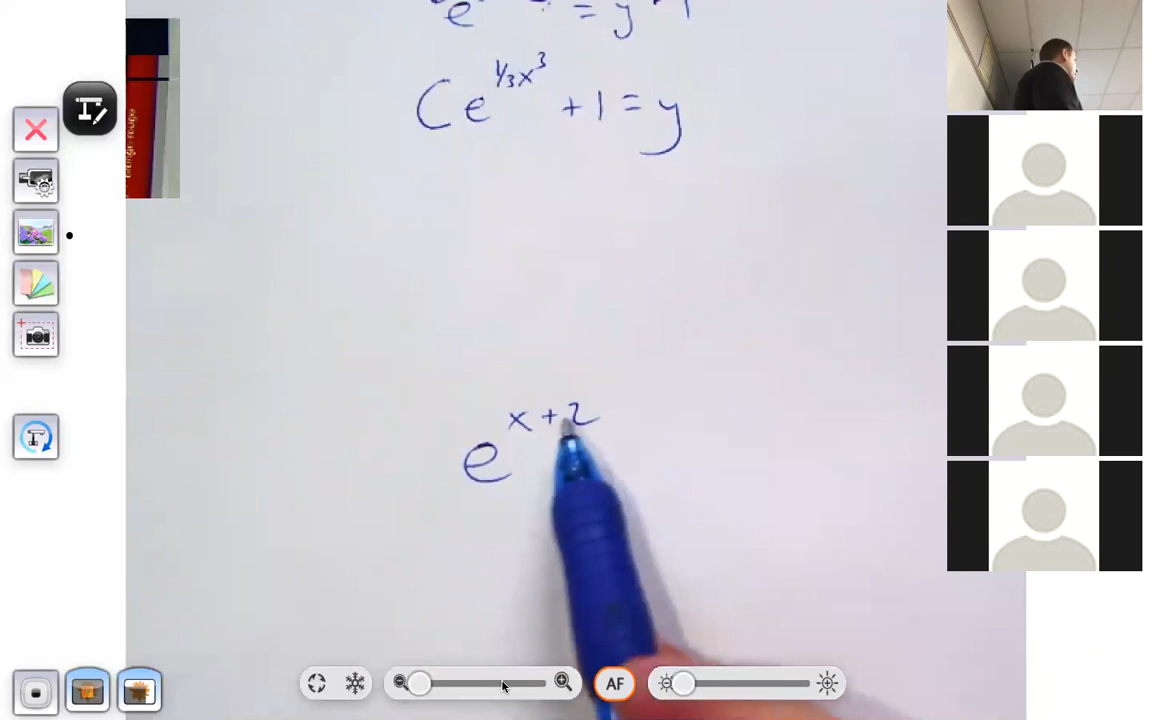 = y
Ce^{1/3x^3} + 1 = y
e^{x+2}
AF